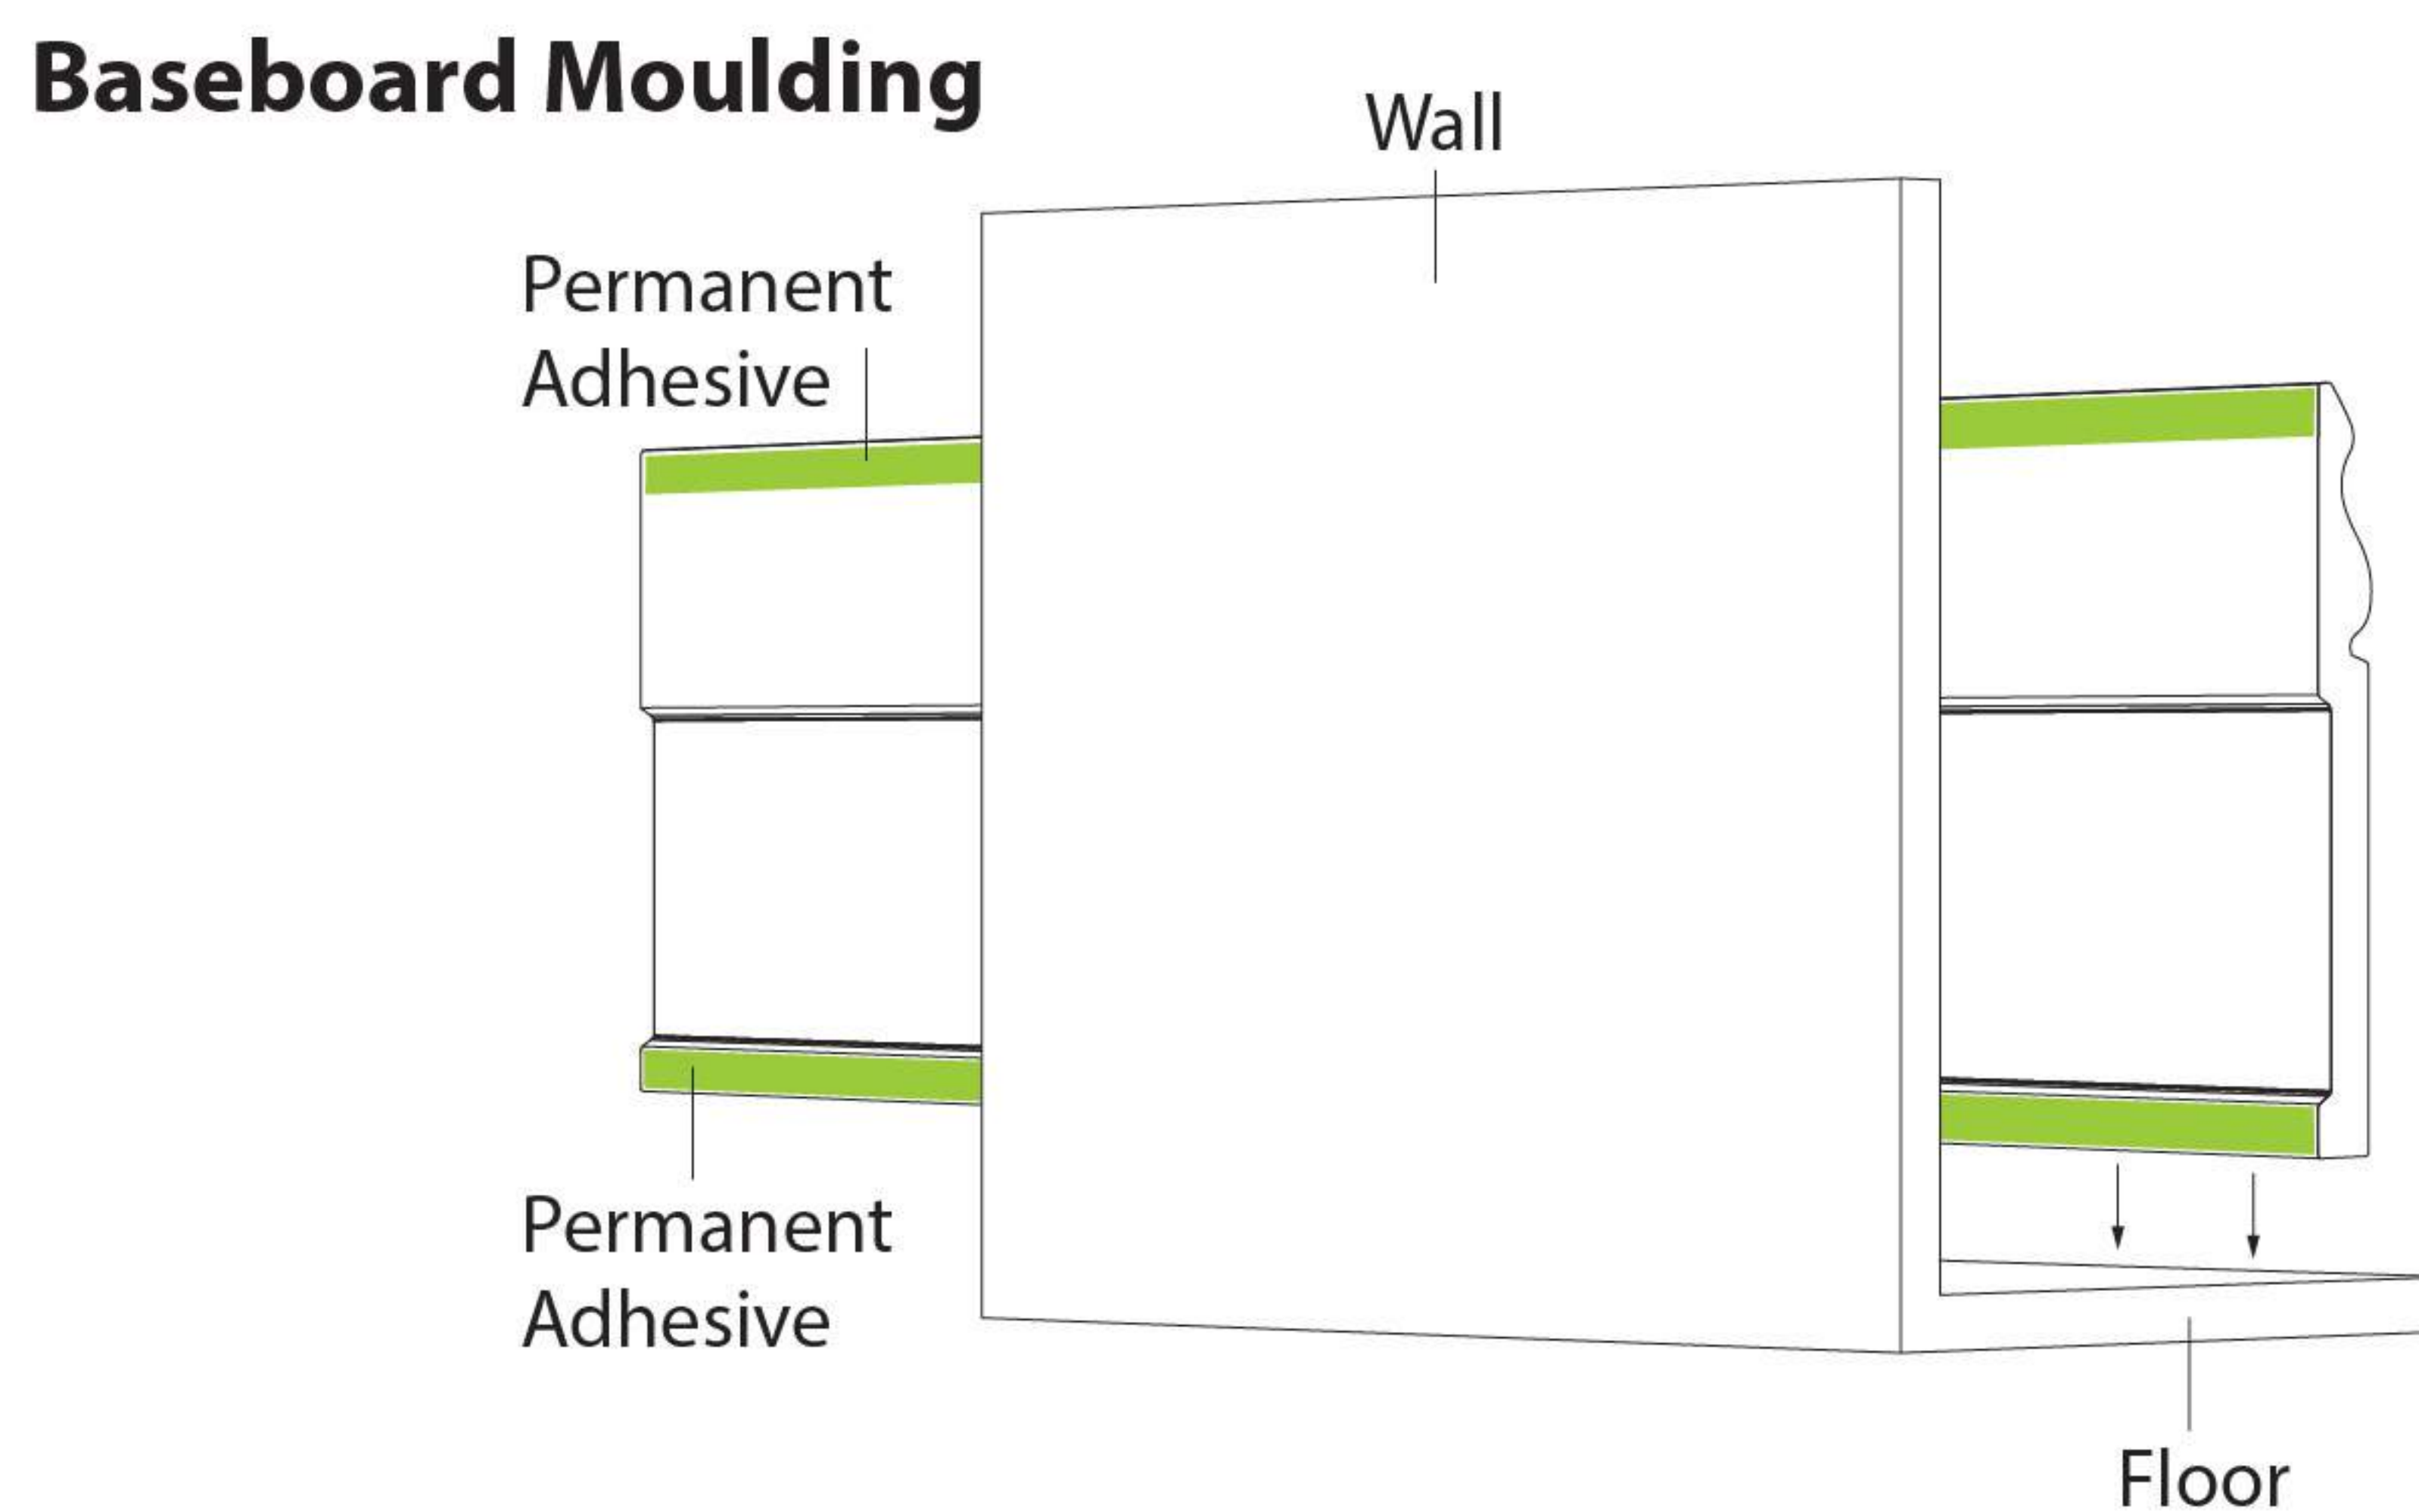 Baseboard Moulding
Wall
Permanent
Adhesive
Permanent
Adhesive
Floor